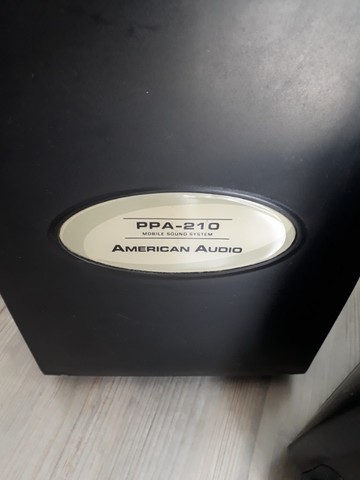 PPA-210
MOBILE SOUND SYSTEM
AMERICAN AUDIO